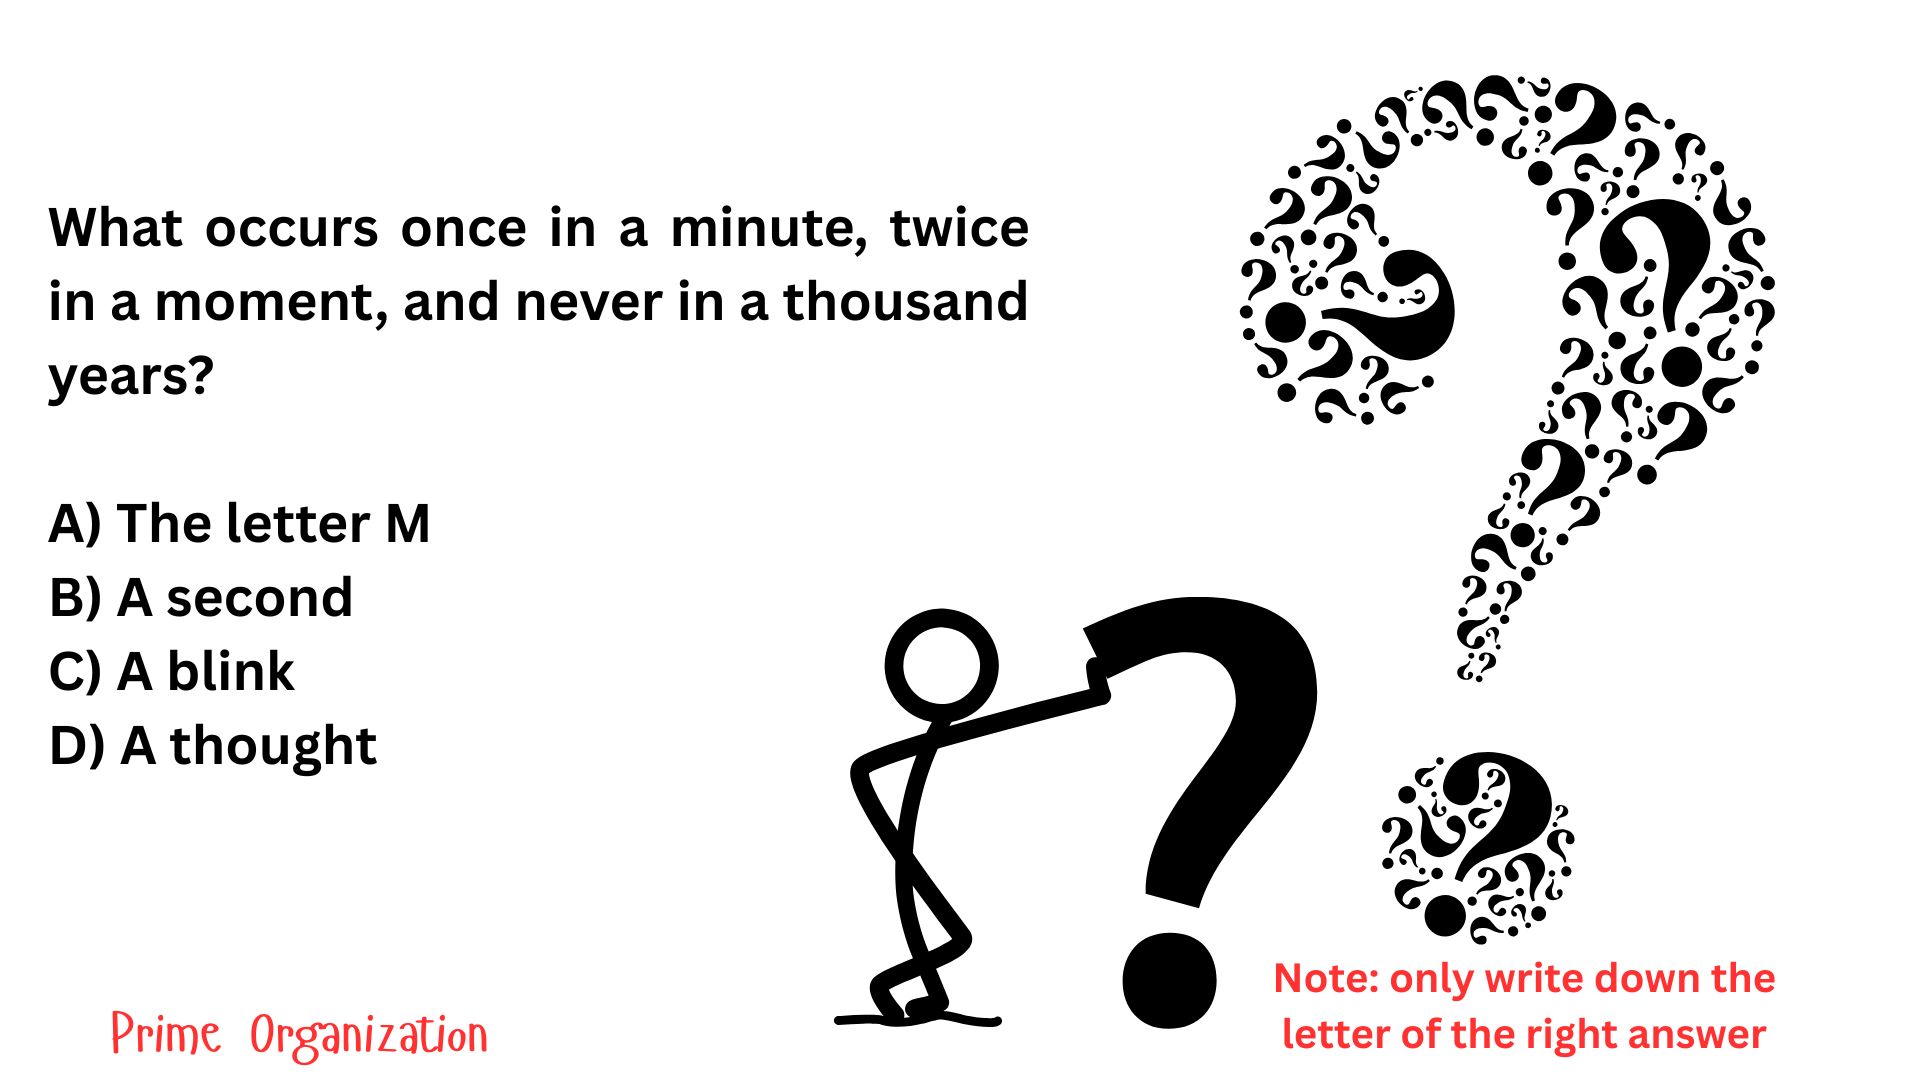 What occurs once in a minute, twice
in a moment, and never in a thousand
years?
A) The letter M
B) A second
C) A blink
D) A thought
Note: only write down the
letter of the right answer
Prime Organization